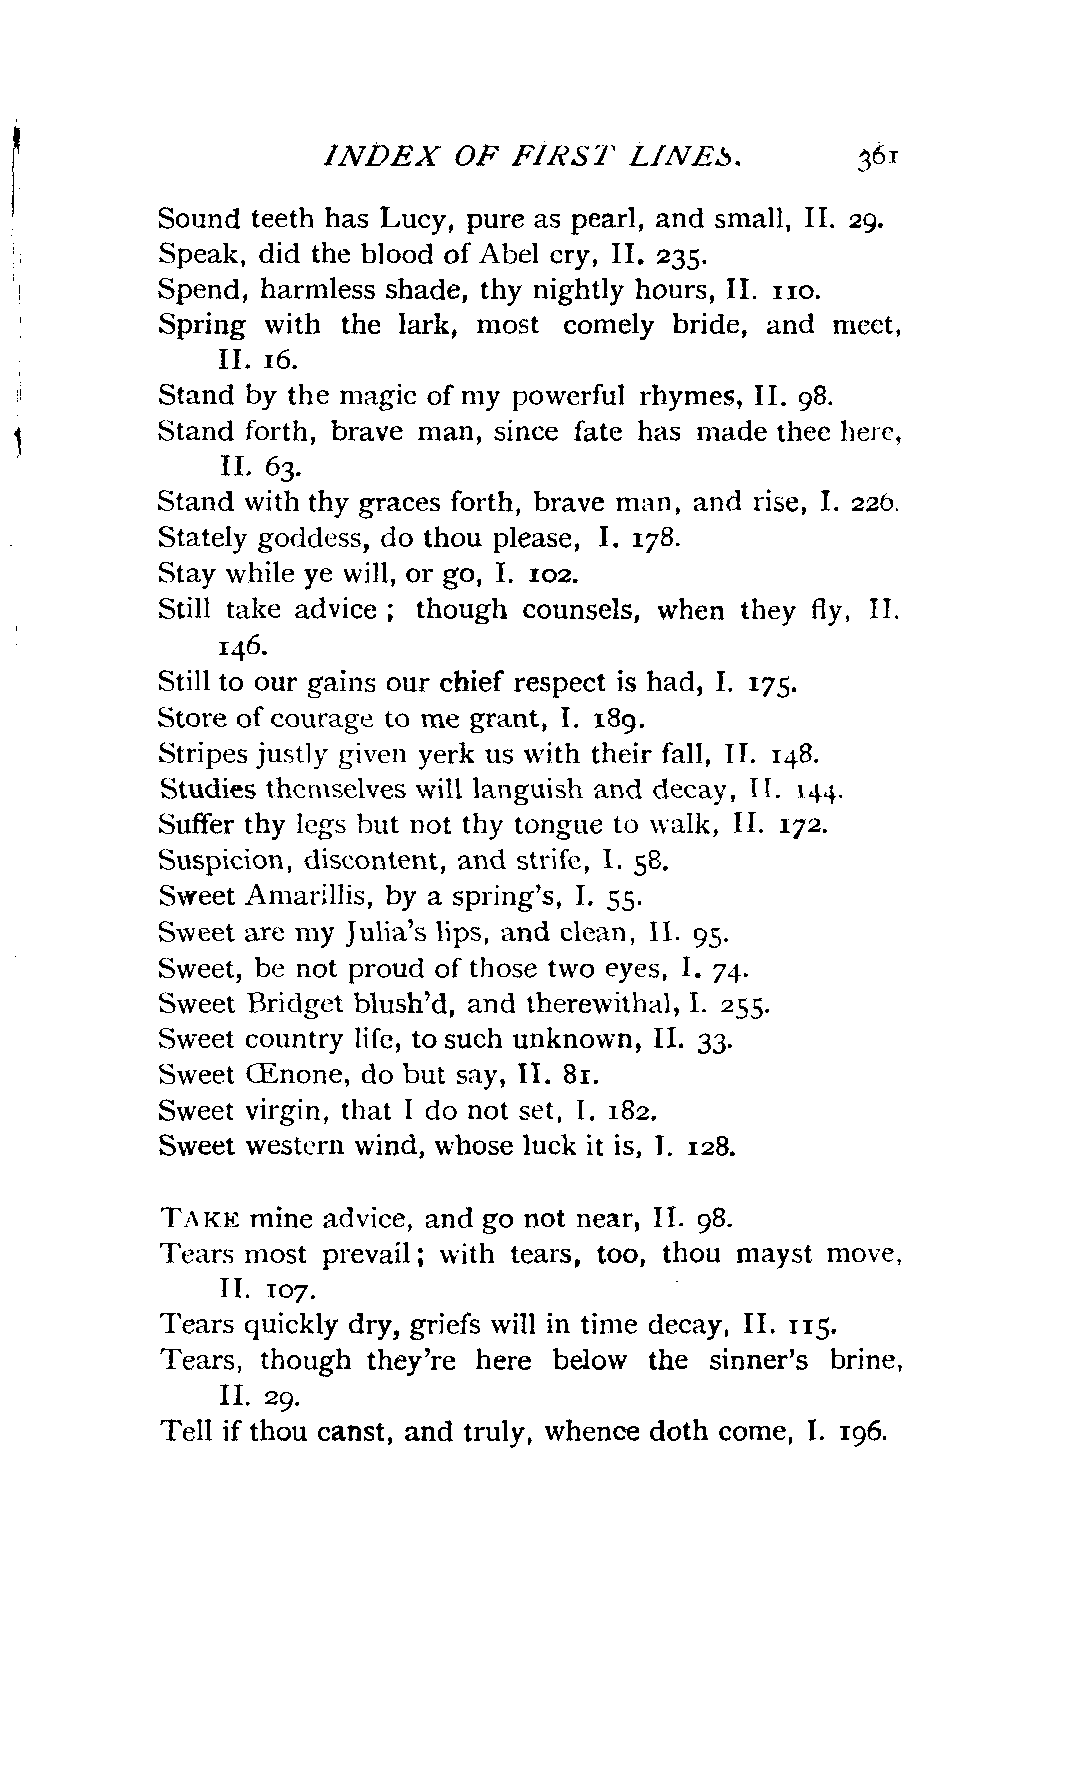 INDEX OF FIRST LINES. 361
Sound teeth has Lucy, pure as pearl, and small, II. 29.
Speak, did the blood of Abel cry, II. 235.
Spend, harmless shade, thy nightly hours, II. 110.
Spring with the lark, most comely bride, and meet,
II. 16.
Stand by the magic of my powerful rhymes, II. 98.
Stand forth, brave man, since fate has made thee here,
II. 63.
Stand with thy graces forth, brave man, and rise, I. 226.
Stately goddess, do thou please, I. 178.
Stay while ye will, or go, I. 102.
Still take advice ; though counsels, when they fly, II.
146.
Still to our gains our chief respect is had, I. 175.
Store of courage to me grant, I. 189.
Stripes justly given yerk us with their fall, II. 148.
Studies themselves will languish and decay, II. 144.
Suffer thy legs but not thy tongue to walk, II. 172.
Suspicion, discontent, and strife, I. 58.
Sweet Amarillis, by a spring's, I. 55.
Sweet are my Julia's lips, and clean, II. 95.
Sweet, be not proud of those two eyes, I. 74.
Sweet Bridget blush'd, and therewithal, I. 255.
Sweet country life, to such unknown, II. 33.
Sweet Œnone, do but say, II. 81.
Sweet virgin, that I do not set, I. 182.
Sweet western wind, whose luck it is, I. 128.
TAKE mine advice, and go not near, II. 98.
Tears most prevail; with tears, too, thou mayst move,
II. 107.
Tears quickly dry, griefs will in time decay, II. 115.
Tears, though they're here below the sinner's brine,
II. 29.
Tell if thou canst, and truly, whence doth come, I. 196.